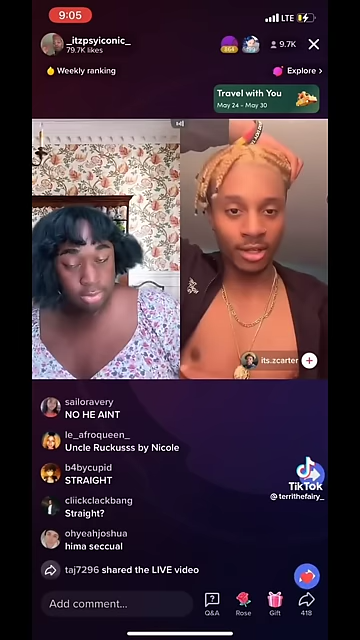 9:05
LTE
_itzpsyiconic_
79.7K likes
9.7K
Weekly ranking
Explore >
Travel with You
May 24 - May 30
its.zcarter
sailoravery
NO HE AINT
le_afroqueen_
Uncle Ruckusss by Nicole
b4bycupid
STRAIGHT
cliickclackbang
Straight?
ohyeahjoshua
hima seccual
TikTok
@territhefairy_
taj7296 shared the LIVE video
Add comment...
Q&A
Rose
Gift
418